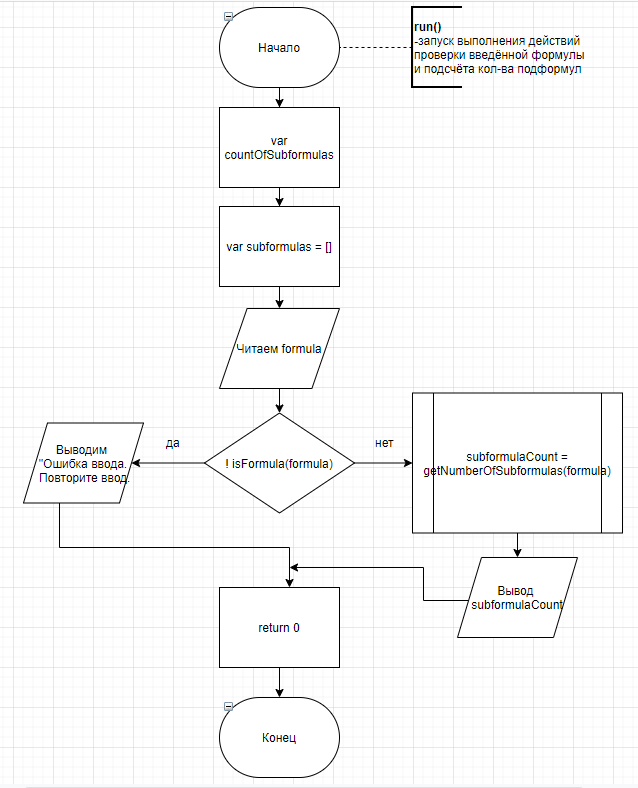 Начало
run()
-запуск выполнения действий
проверки введённой формулы
и подсчёта кол-ва подформул
var
countOfSubformulas
var subformulas = []
Читаем formula
! isFormula(formula)
да
нет
Выводим
"Ошибка ввода.
Повторите ввод.
subformulaCount =
getNumberOfSubformulas(formula)
Вывод
subformulaCount
return 0
Конец